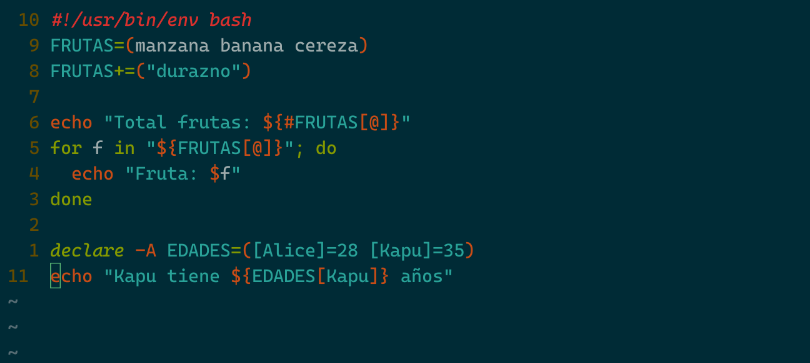 10 #!/usr/bin/env bash
9 FRUTAS=(manzana banana cereza)
8 FRUTAS+=("durazno")
7
6 echo "Total frutas: ${#FRUTAS[@]}"
5 for f in "${FRUTAS[@]}"; do
4   echo "Fruta: $f"
3 done
2
1 declare -A EDADES=([Alice]=28 [Kapu]=35)
11 echo "Kapu tiene ${EDADES[Kapu]} años"
~
~
~